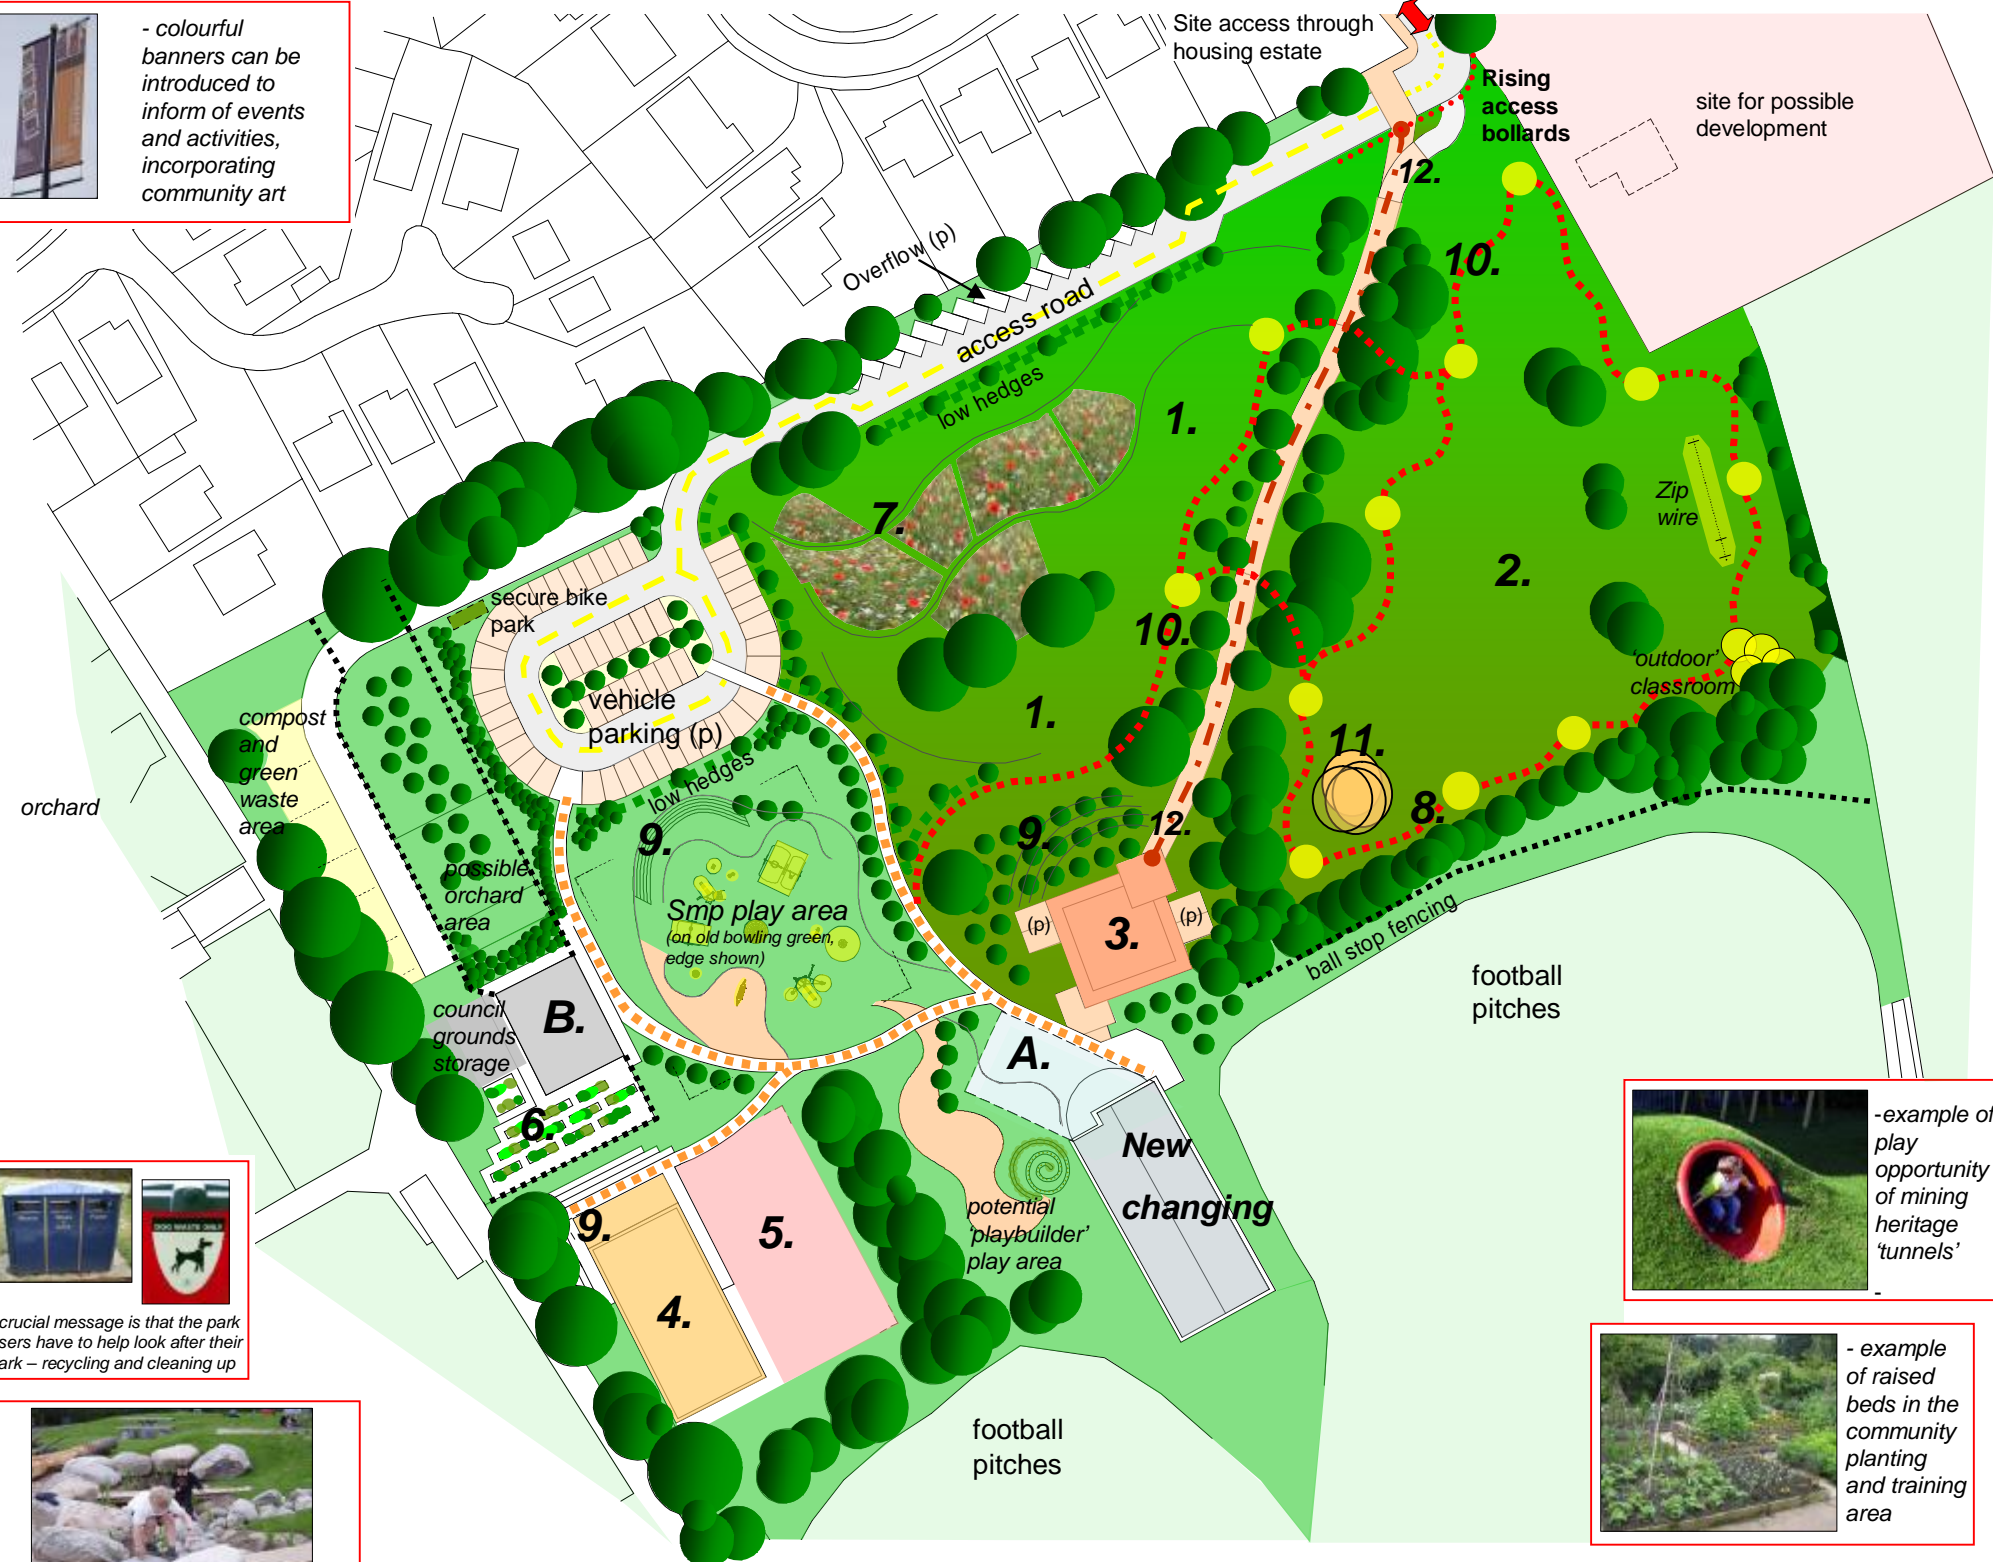 - colourful
banners can be
introduced to
inform of events
and activities,
incorporating
community art
Site access through
housing estate
Rising
access
bollards
site for possible
development
12.
10.
Overflow (p)
access road
low hedges
1.
7.
Zip
wire
2.
secure bike
park
10.
'outdoor'
classroom
vehicle
parking (p)
1.
11.
compost
and
green
waste
area
orchard
low hedges
9.
9.
12.
8.
possible
orchard
area
Smp play area
(on old bowling green,
edge shown)
(p)
3.
(p)
ball stop fencing
football
pitches
council
grounds
storage
B.
A.
6.
New
changing
-example of
play
opportunity
of mining
heritage
'tunnels'
-
DOG WASTE ONLY
crucial message is that the park
sers have to help look after their
ark – recycling and cleaning up
9.
5.
potential
'playbuilder'
play area
4.
football
pitches
- example
of raised
beds in the
community
planting
and training
area